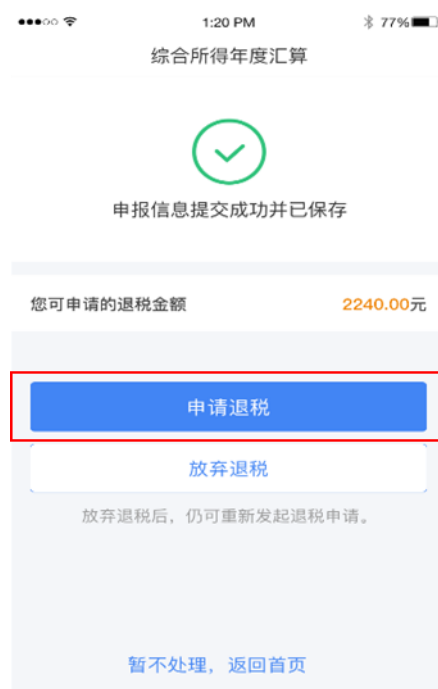 1:20 PM
77%
综合所得年度汇算
申报信息提交成功并已保存
您可申请的退税金额
2240.00元
申请退税
放弃退税
放弃退税后，仍可重新发起退税申请。
暂不处理，返回首页